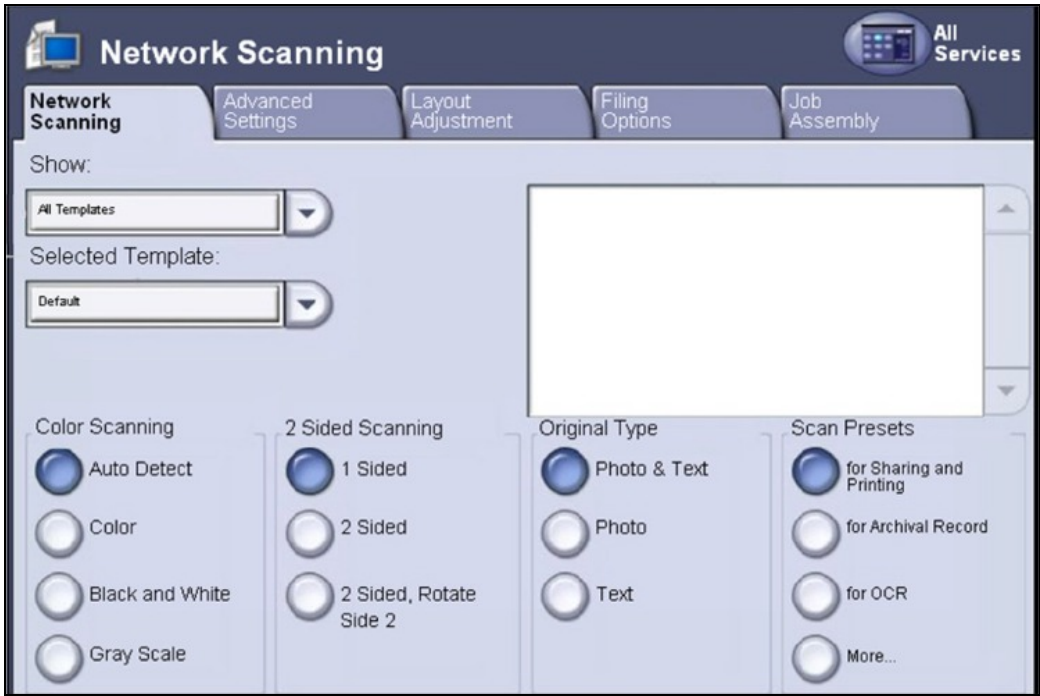 Network Scanning
All
Services
Network
Scanning
Advanced
Settings
Layout
Adjustment
Filing
Options
Job
Assembly
Show:
All Templates
Selected Template:
Default
Color Scanning
Auto Detect
Color
Black and White
Gray Scale
2 Sided Scanning
1 Sided
2 Sided
2 Sided, Rotate
Side 2
Original Type
Photo & Text
Photo
Text
Scan Presets
for Sharing and
Printing
for Archival Record
for OCR
More...